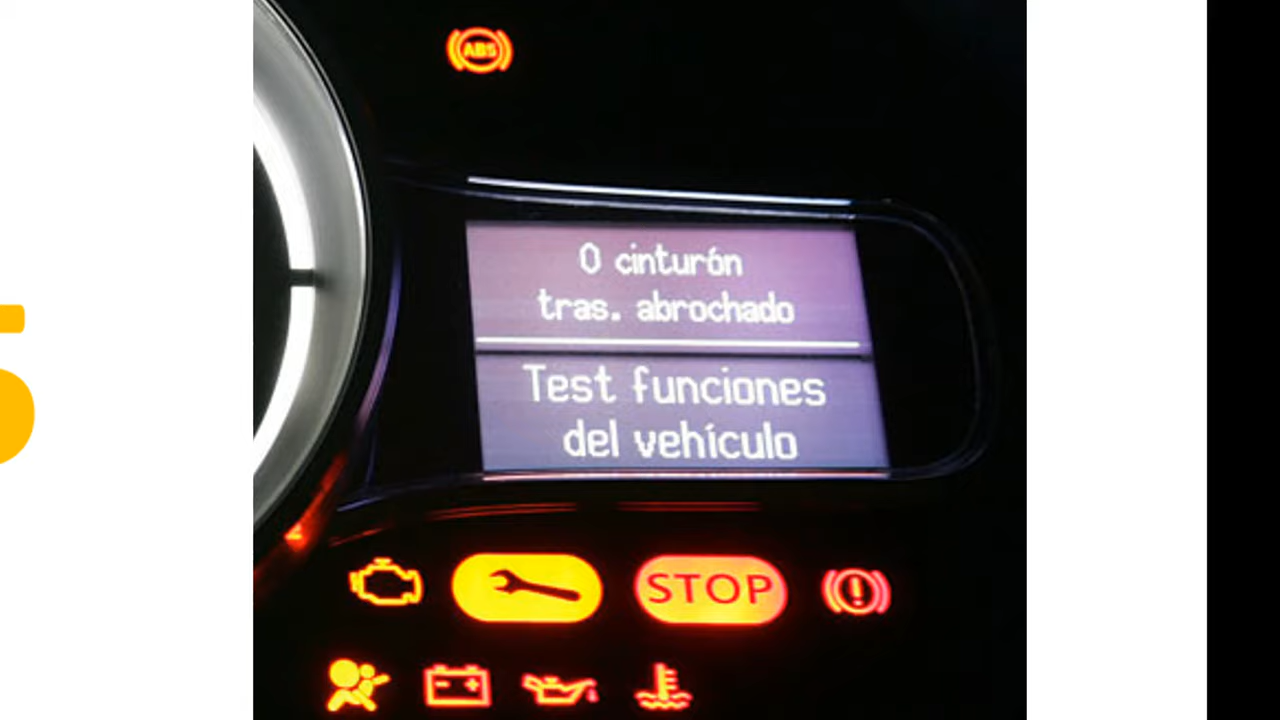 ABS
0 cinturón
tras. abrochado
Test funciones
del vehículo
STOP